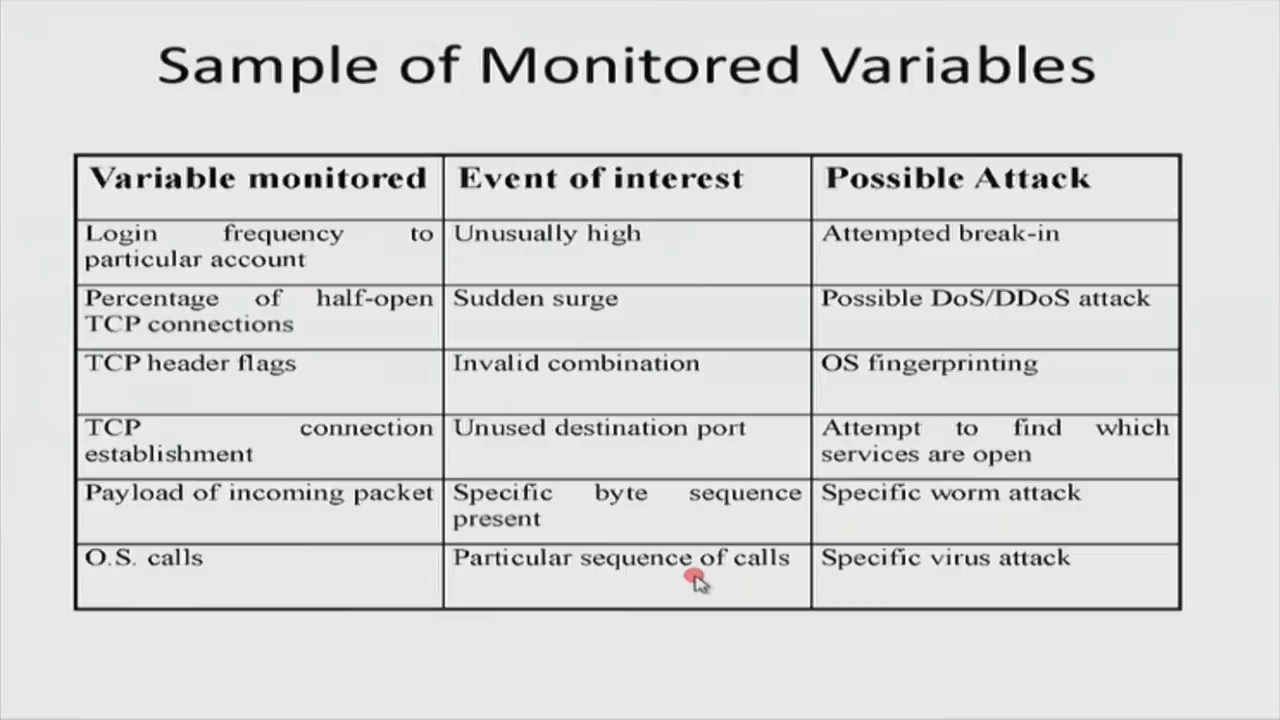 Sample of Monitored Variables
Variable monitored
Event of interest
Possible Attack
Login frequency to
particular account
Unusually high
Attempted break-in
Percentage of half-open
TCP connections
Sudden surge
Possible DoS/DDoS attack
TCP header flags
Invalid combination
OS fingerprinting
TCP connection
establishment
Unused destination port
Attempt to find which
services are open
Payload of incoming packet
Specific byte sequence
present
Specific worm attack
O.S. calls
Particular sequence of calls
Specific virus attack